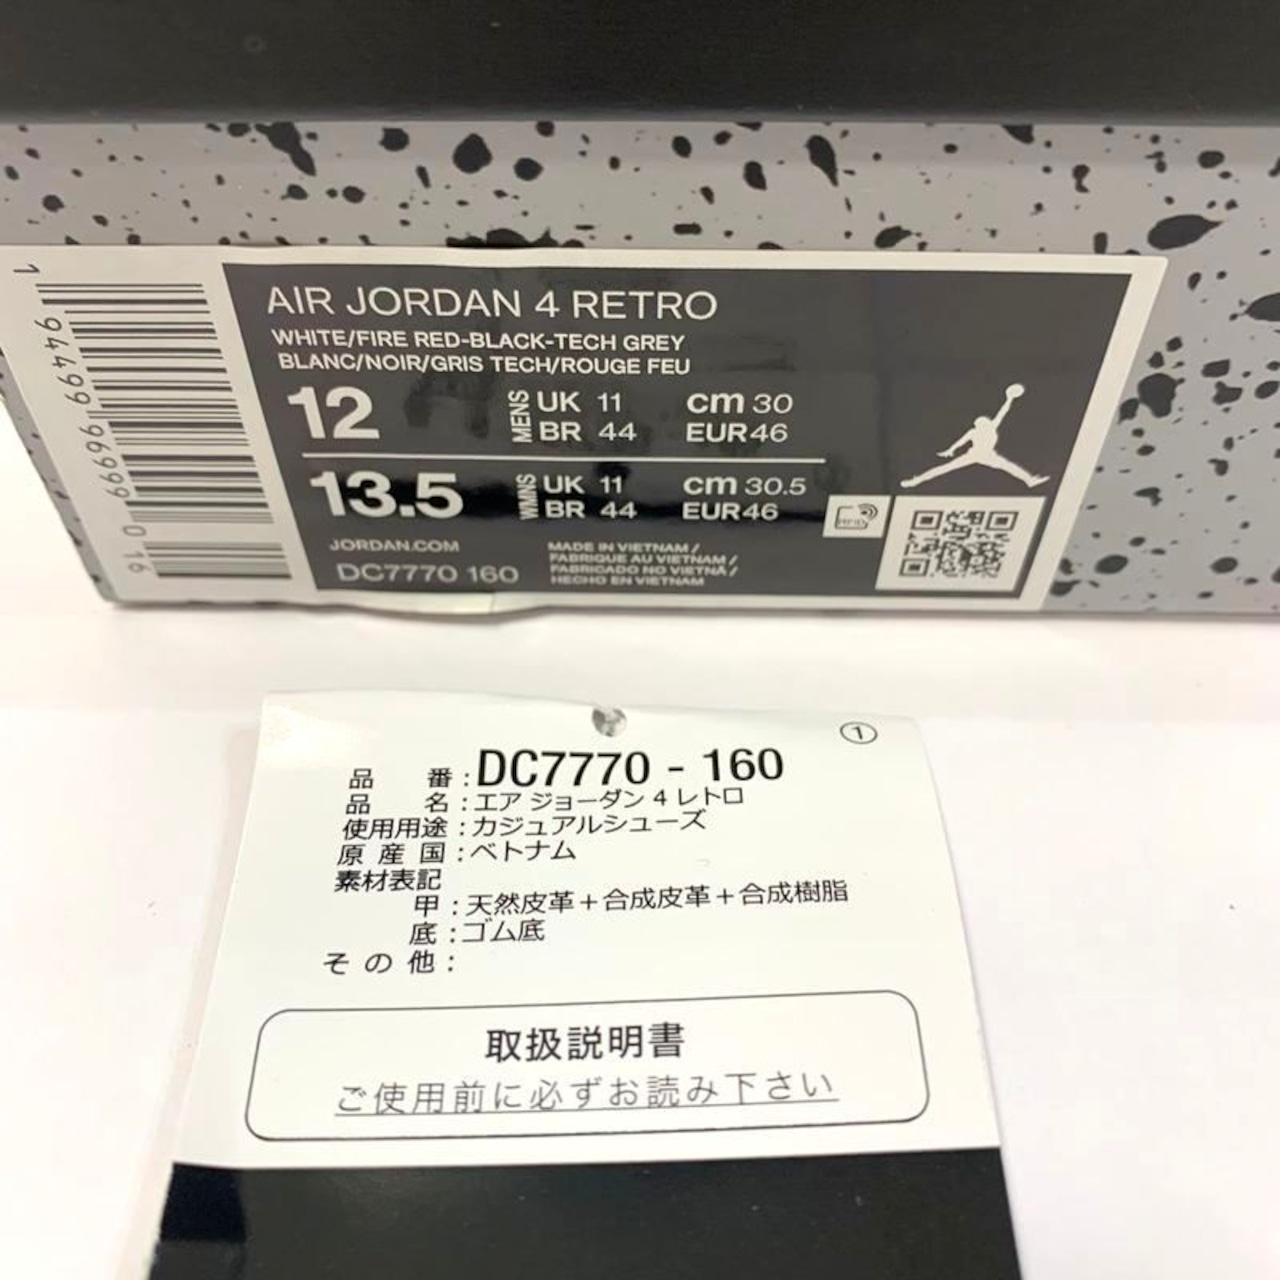 AIR JORDAN 4 RETRO
WHITE/FIRE RED-BLACK-TECH GREY
BLANC/NOIR/GRIS TECH/ROUGE FEU
12 MENS UK 11 cm 30
BR 44 EUR 46
13.5 WMNS UK 11 cm 30.5
BR 44 EUR 46
RFID
JORDAN.COM
DC7770 160
MADE IN VIETNAM /
FABRIQUE AU VIETNAM /
FABRICADO NO VIETNÃ /
HECHO EN VIETNAM
1 94499 96996 0 16
①
品番:DC7770 - 160
品名:エア ジョーダン 4 レトロ
使用用途:カジュアルシューズ
原産国:ベトナム
素材表記
甲:天然皮革+合成皮革+合成樹脂
底:ゴム底
その他:
取扱説明書
ご使用前に必ずお読み下さい